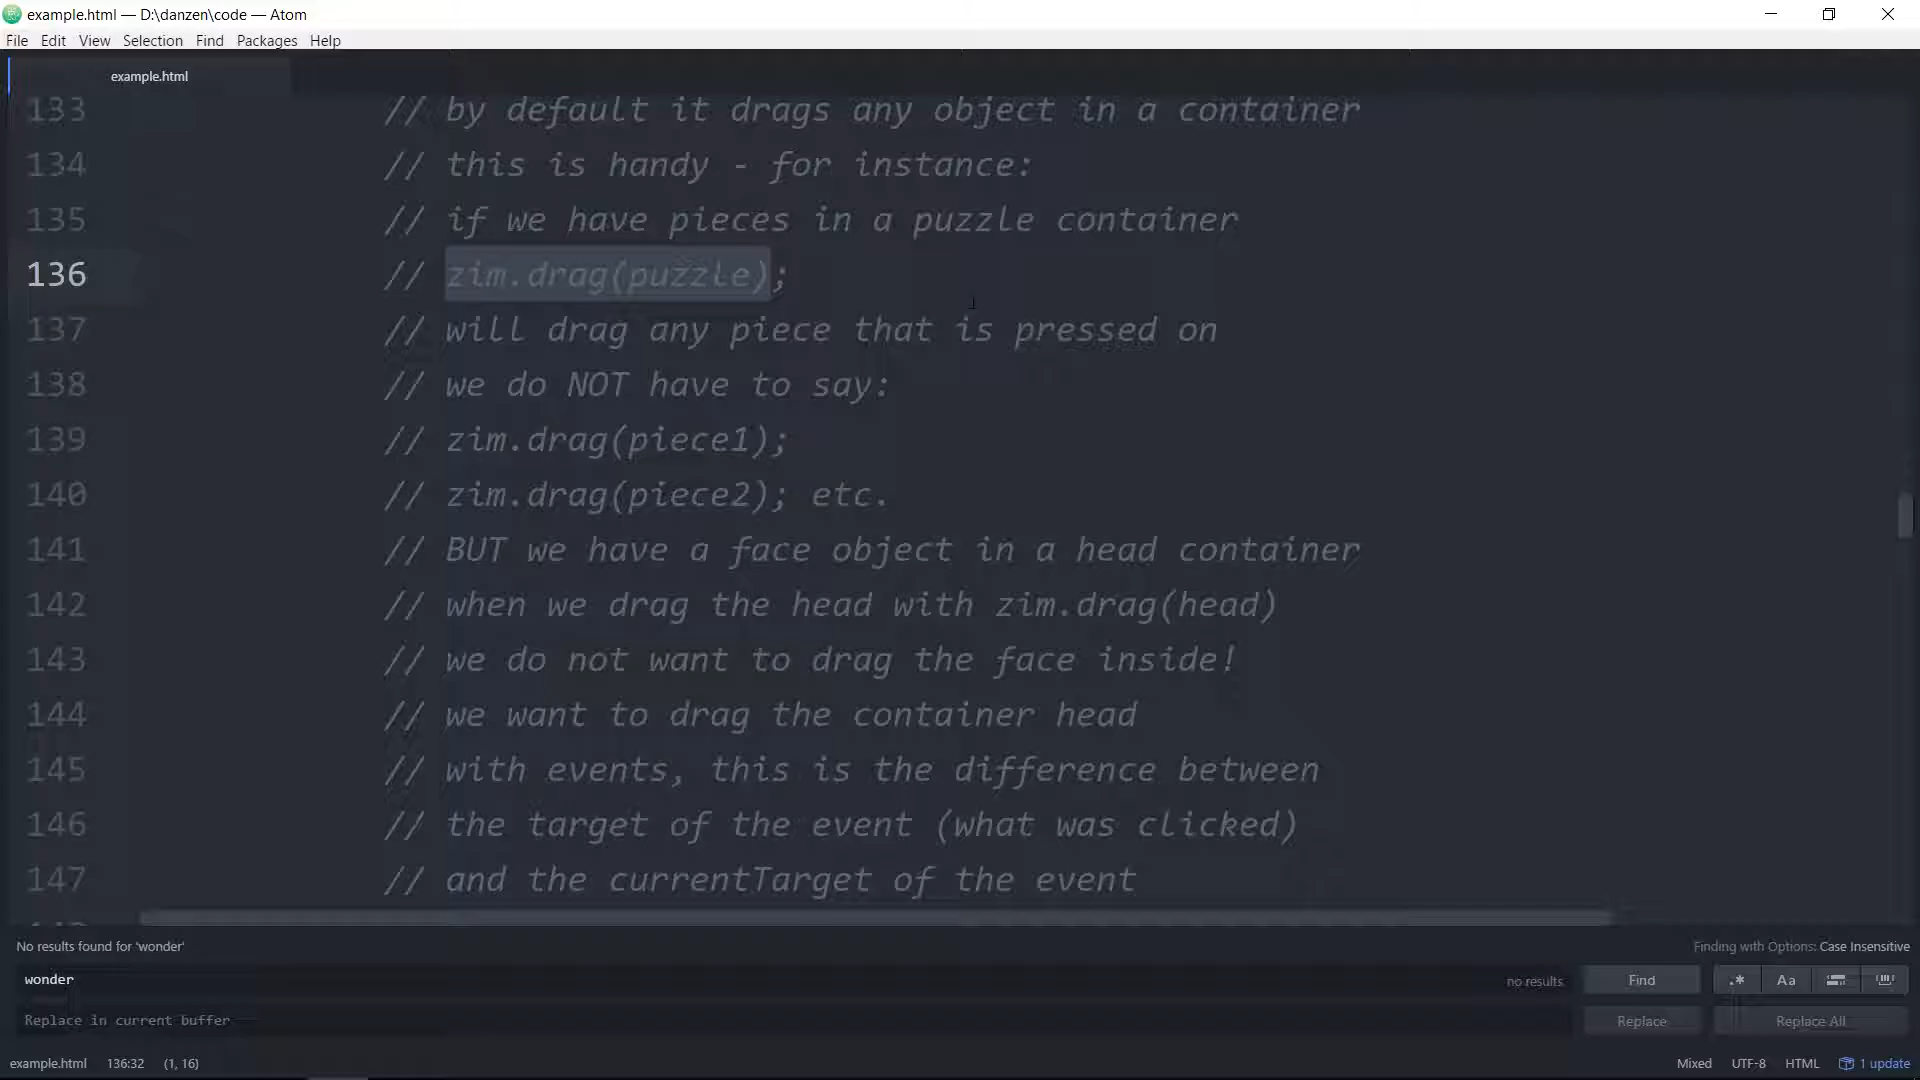 example.html — D:\danzen\code — Atom
File Edit View Selection Find Packages Help
example.html
133 // by default it drags any object in a container
134 // this is handy - for instance:
135 // if we have pieces in a puzzle container
136 // zim.drag(puzzle);
137 // will drag any piece that is pressed on
138 // we do NOT have to say:
139 // zim.drag(piece1);
140 // zim.drag(piece2); etc.
141 // BUT we have a face object in a head container
142 // when we drag the head with zim.drag(head)
143 // we do not want to drag the face inside!
144 // we want to drag the container head
145 // with events, this is the difference between
146 // the target of the event (what was clicked)
147 // and the currentTarget of the event
No results found for 'wonder' Finding with Options: Case Insensitive
wonder no results Find .* Aa
Replace in current buffer Replace Replace All
example.html 136:32 (1, 16) Mixed UTF-8 HTML 1 update